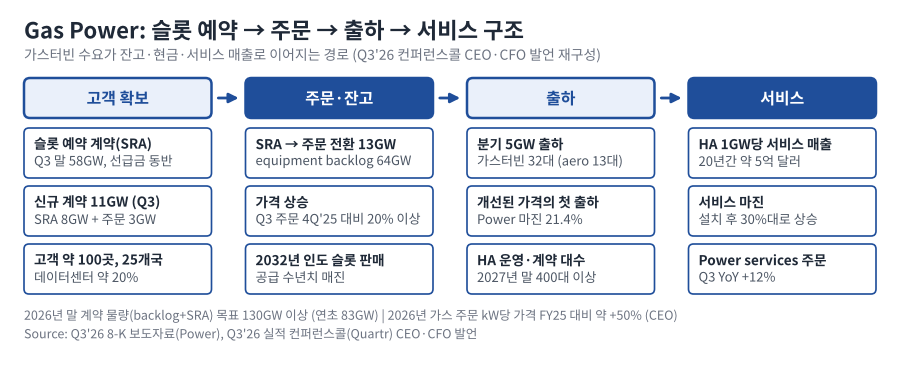 Gas Power: 슬롯 예약 → 주문 → 출하 → 서비스 구조
가스터빈 수요가 잔고·현금·서비스 매출로 이어지는 경로 (Q3'26 컨퍼런스콜 CEO·CFO 발언 재구성)
고객 확보
슬롯 예약 계약(SRA)
Q3 말 58GW, 선급금 동반
신규 계약 11GW (Q3)
SRA 8GW + 주문 3GW
고객 약 100곳, 25개국
데이터센터 약 20%
주문·잔고
SRA → 주문 전환 13GW
equipment backlog 64GW
가격 상승
Q3 주문 4Q'25 대비 20% 이상
2032년 인도 슬롯 판매
공급 수년치 매진
출하
분기 5GW 출하
가스터빈 32대 (aero 13대)
개선된 가격의 첫 출하
Power 마진 21.4%
HA 운영·계약 대수
2027년 말 400대 이상
서비스
HA 1GW당 서비스 매출
20년간 약 5억 달러
서비스 마진
설치 후 30%대로 상승
Power services 주문
Q3 YoY +12%
2026년 말 계약 물량(backlog+SRA) 목표 130GW 이상 (연초 83GW) | 2026년 가스 주문 kW당 가격 FY25 대비 약 +50% (CEO)
Source: Q3'26 8-K 보도자료(Power), Q3'26 실적 컨퍼런스콜(Quartr) CEO·CFO 발언